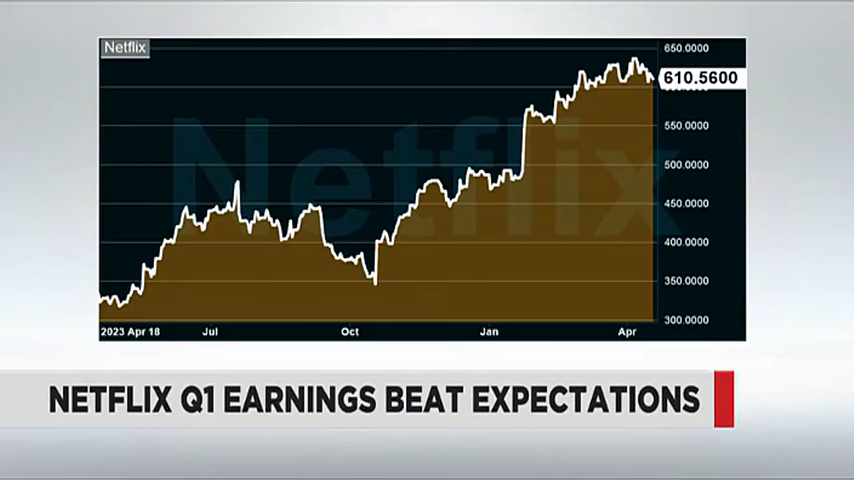 Netflix
650.0000
610.5600
550.0000
500.0000
Netflix
450.0000
400.0000
350.0000
300.0000
2023 Apr 18 Jul Oct Jan Apr
NETFLIX Q1 EARNINGS BEAT EXPECTATIONS